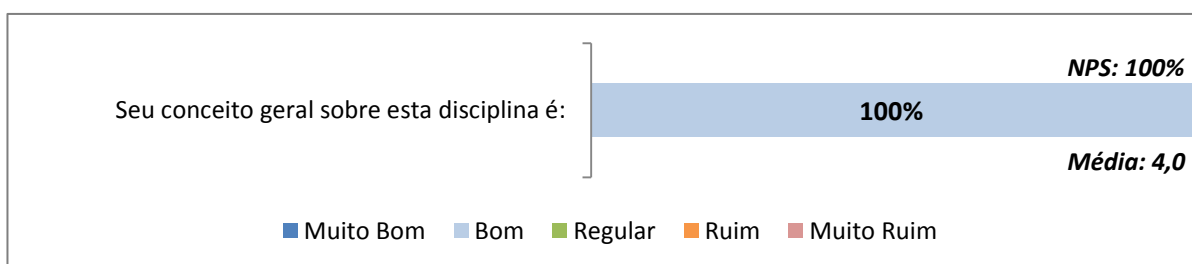 NPS: 100%
Seu conceito geral sobre esta disciplina é:
100%
Média: 4,0
Muito Bom Bom Regular Ruim Muito Ruim